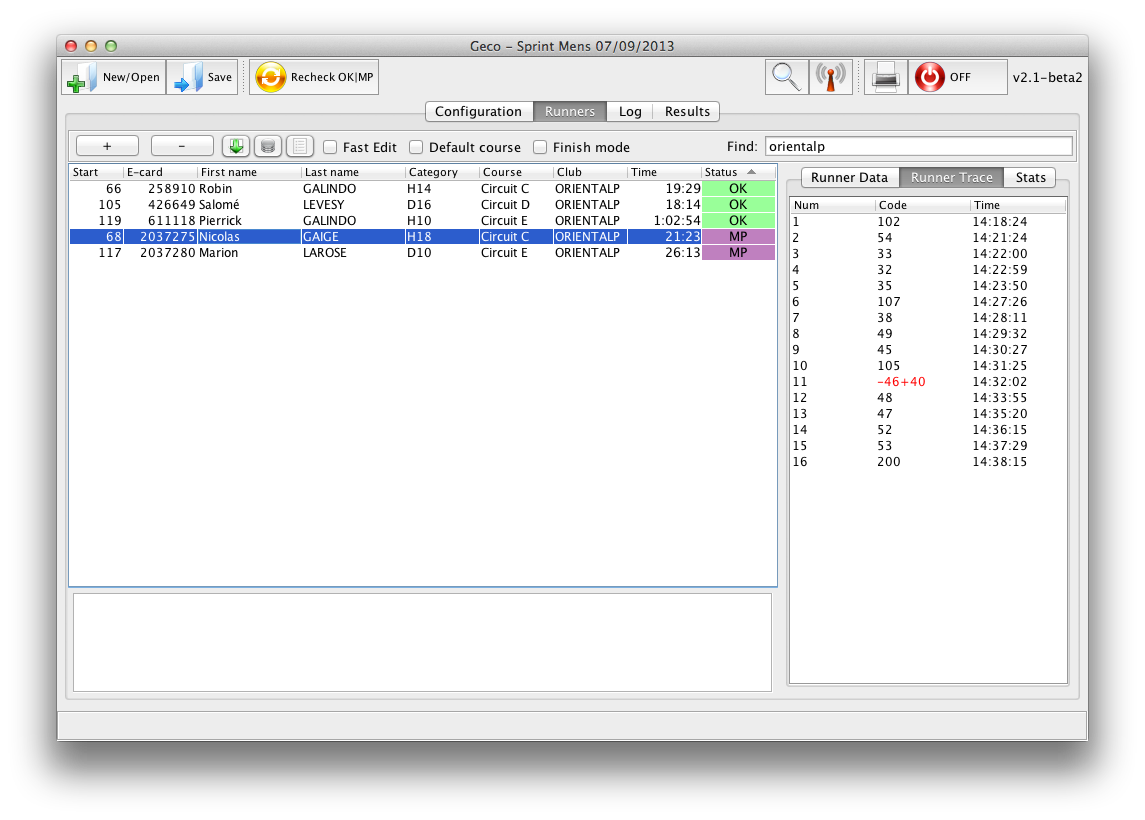 Geco – Sprint Mens 07/09/2013
New/Open Save Recheck OK|MP OFF v2.1-beta2
Configuration Runners Log Results
+ – Fast Edit Default course Finish mode Find: orientalp
Start E-card First name Last name Category Course Club Time Status
66 258910 Robin GALINDO H14 Circuit C ORIENTALP 19:29 OK
105 426649 Salomé LEVESY D16 Circuit D ORIENTALP 18:14 OK
119 611118 Pierrick GALINDO H10 Circuit E ORIENTALP 1:02:54 OK
68 2037275 Nicolas GAIGE H18 Circuit C ORIENTALP 21:23 MP
117 2037280 Marion LAROSE D10 Circuit E ORIENTALP 26:13 MP
Runner Data Runner Trace Stats
Num Code Time
1 102 14:18:24
2 54 14:21:24
3 33 14:22:00
4 32 14:22:59
5 35 14:23:50
6 107 14:27:26
7 38 14:28:11
8 49 14:29:32
9 45 14:30:27
10 105 14:31:25
11 -46+40 14:32:02
12 48 14:33:55
13 47 14:35:20
14 52 14:36:15
15 53 14:37:29
16 200 14:38:15